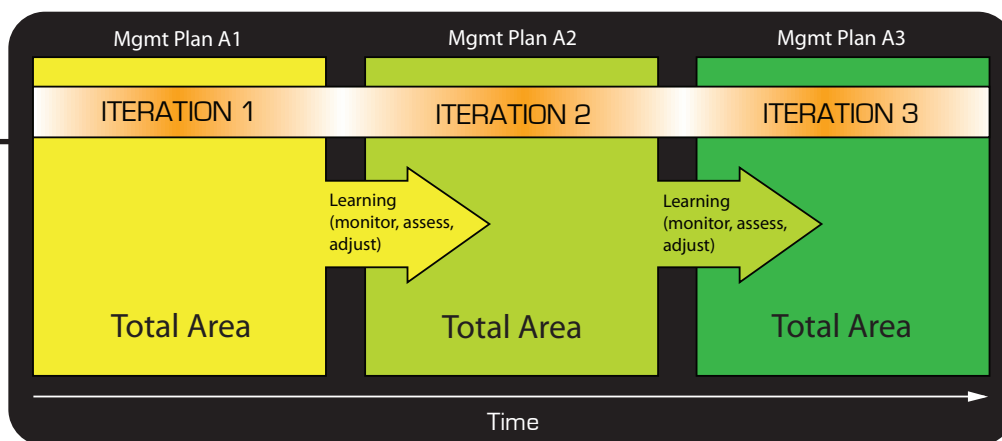 Mgmt Plan A1
Mgmt Plan A2
Mgmt Plan A3
ITERATION 1
ITERATION 2
ITERATION 3
Learning
(monitor, assess,
adjust)
Learning
(monitor, assess,
adjust)
Total Area
Total Area
Total Area
Time